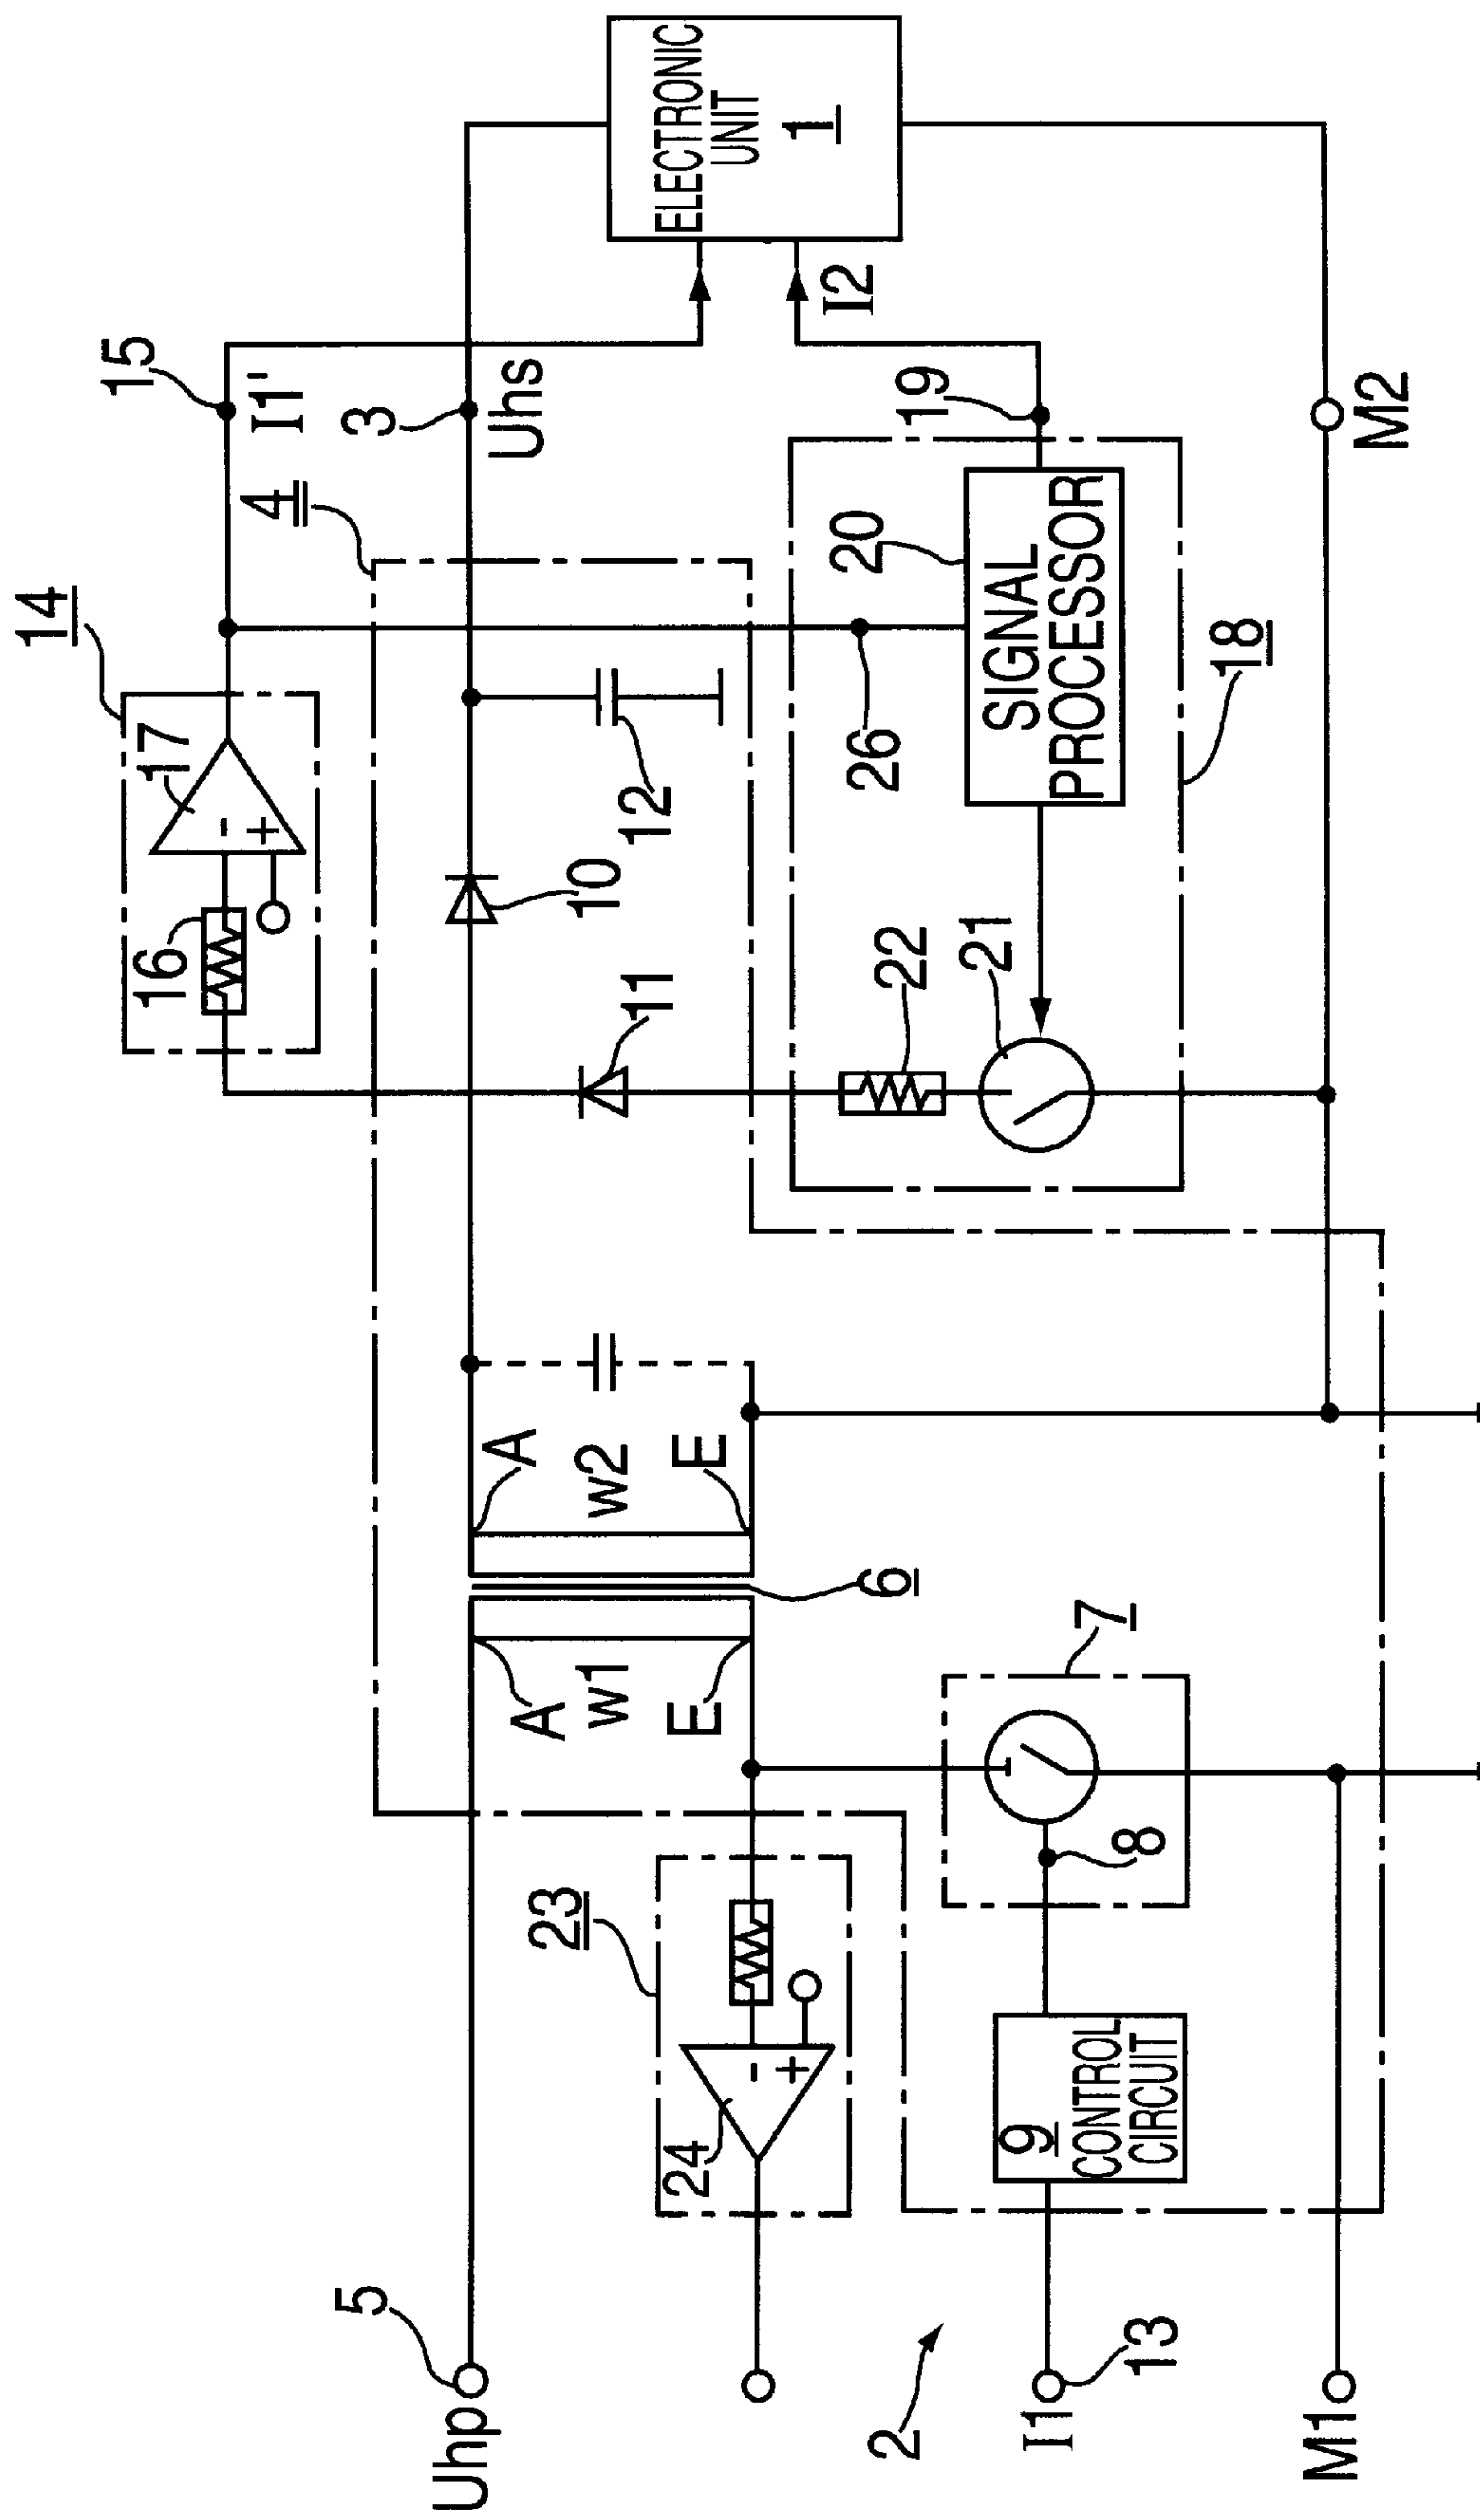 14
15
17
16
I1'
4
3
Uhs
ELECTRONIC
UNIT
1
I2
19
12
10
11
20
SIGNAL
PROCESSOR
26
22
21
18
M2
A
w2
E
6
A
w1
E
7
8
23
-
+
-
+
24
9
CONTROL
CIRCUIT
5
Uhp
2
I1
13
M1